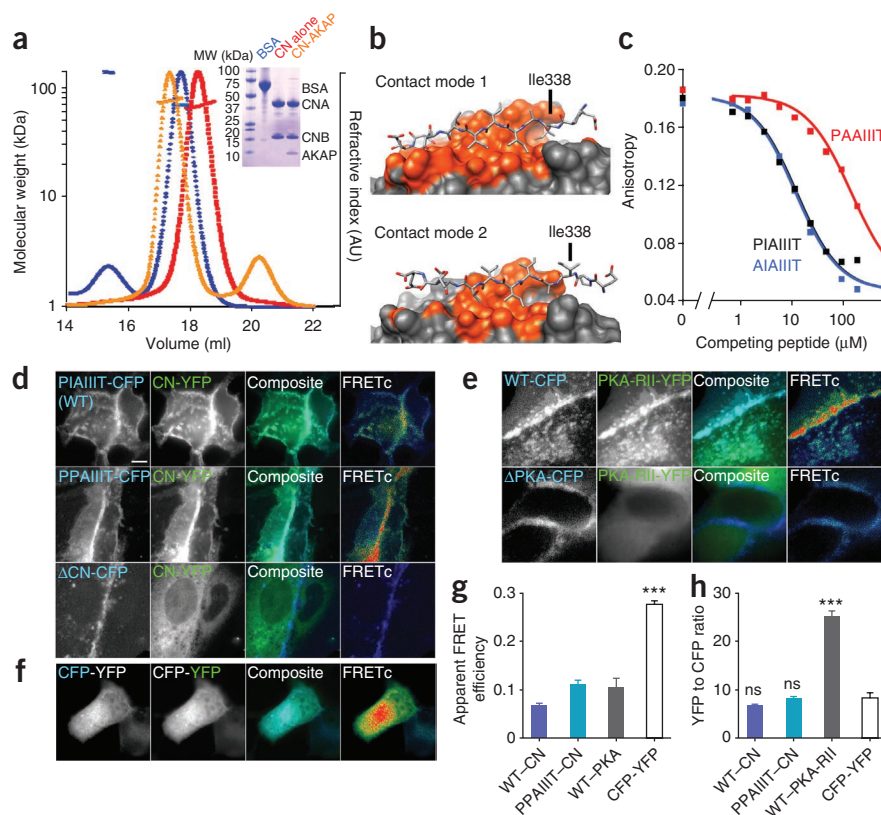 a
MW (kDa)
BSA
CN alone
CN-AKAP
100
75
50
37
25
20
15
10
BSA
CNA
CNB
AKAP
Molecular weight (kDa)
100
10
1
Refractive index (AU)
14 16 18 20 22
Volume (ml)
b
Contact mode 1
Ile338
Contact mode 2
Ile338
c
Anisotropy
0.20
0.16
0.12
0.08
0.04
PAAIIIT
PIAIIIT
AIAIIIT
0 1 10 100
Competing peptide (μM)
d
PIAIIIT-CFP
(WT)
CN-YFP
Composite
FRETc
PPAIIIT-CFP
CN-YFP
Composite
FRETc
ΔCN-CFP
CN-YFP
Composite
FRETc
e
WT-CFP
PKA-RII-YFP
Composite
FRETc
ΔPKA-CFP
PKA-RII-YFP
Composite
FRETc
f
CFP-YFP
CFP-YFP
Composite
FRETc
g
Apparent FRET
efficiency
0.3
0.2
0.1
0
***
WT–CN
PPAIIIT–CN
WT–PKA
CFP-YFP
h
YFP to CFP ratio
30
20
10
0
ns
ns
***
WT–CN
PPAIIIT–CN
WT–PKA-RII
CFP-YFP